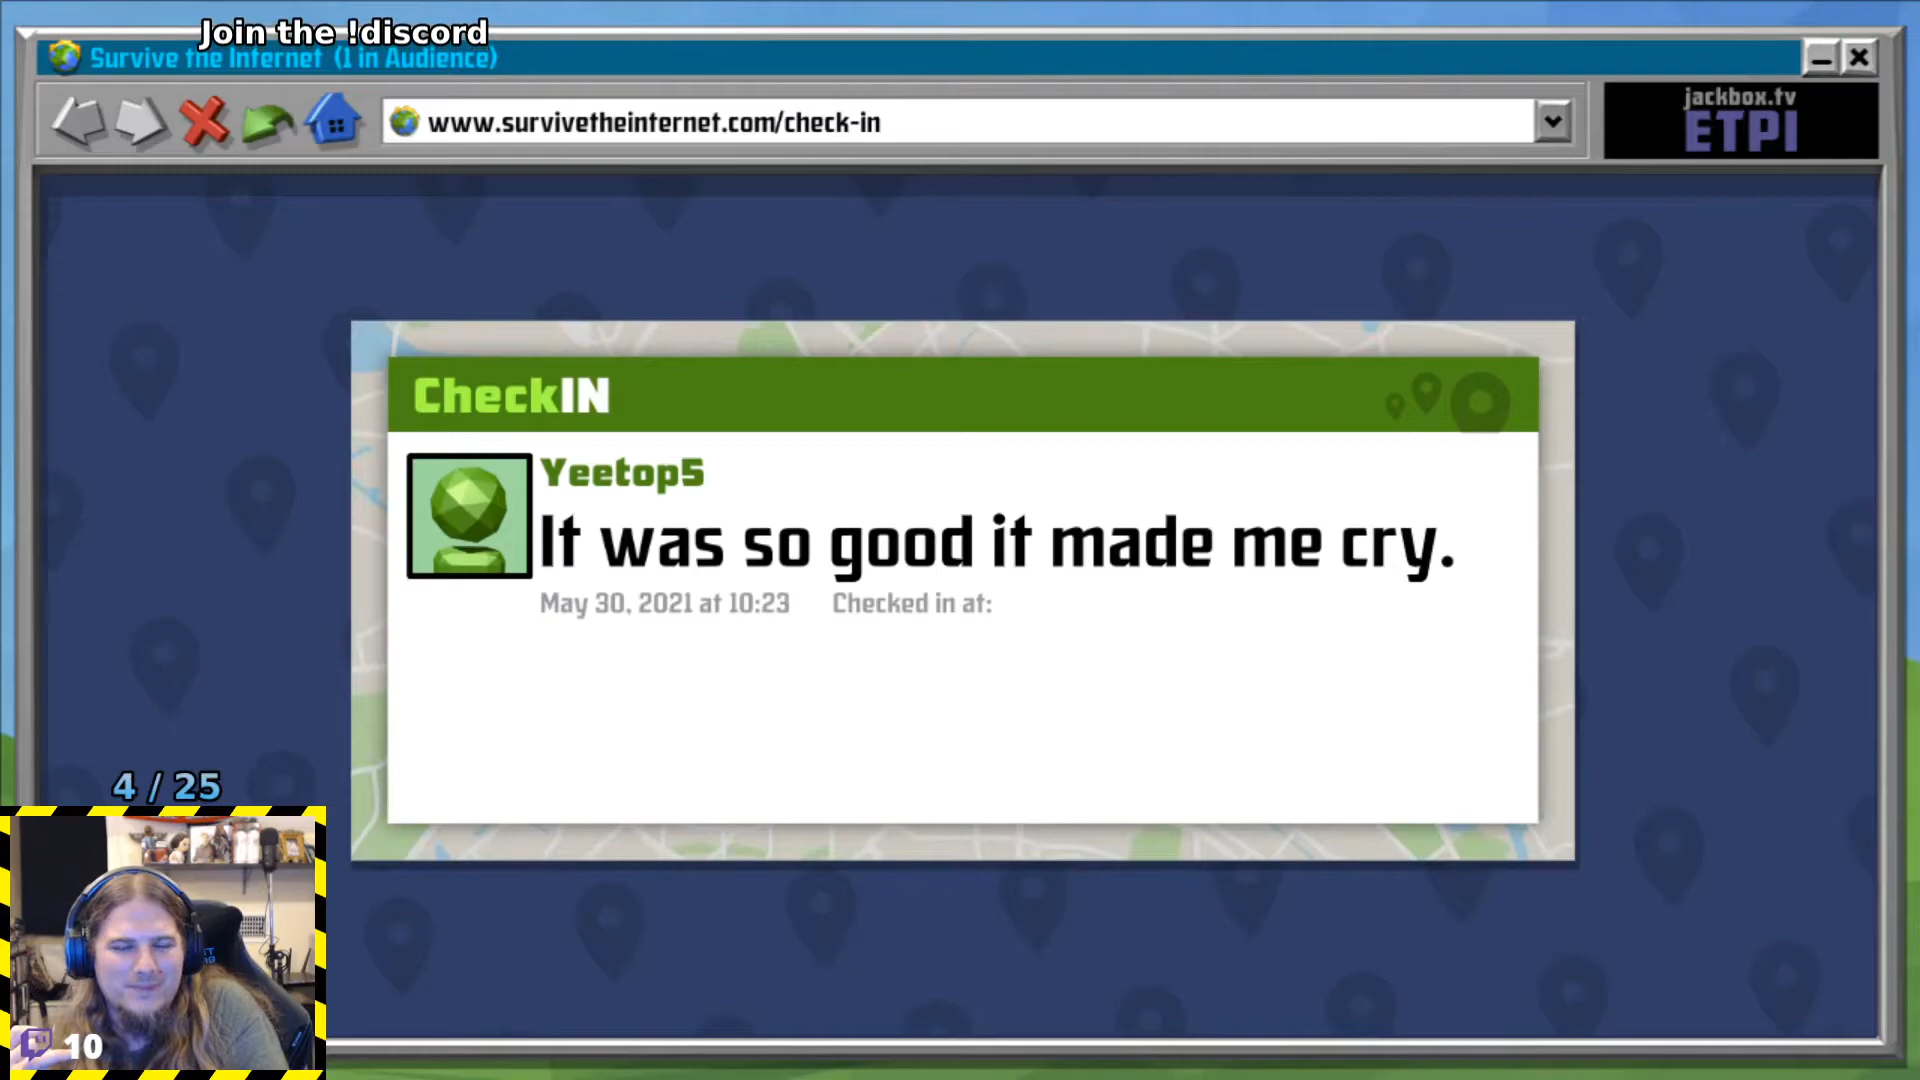 Join the !discord
Survive the Internet (1 in Audience)
www.survivetheinternet.com/check-in
jackbox.tv
ETPI
CheckIN
Yeetop5
It was so good it made me cry.
May 30, 2021 at 10:23 Checked in at:
4 / 25
10